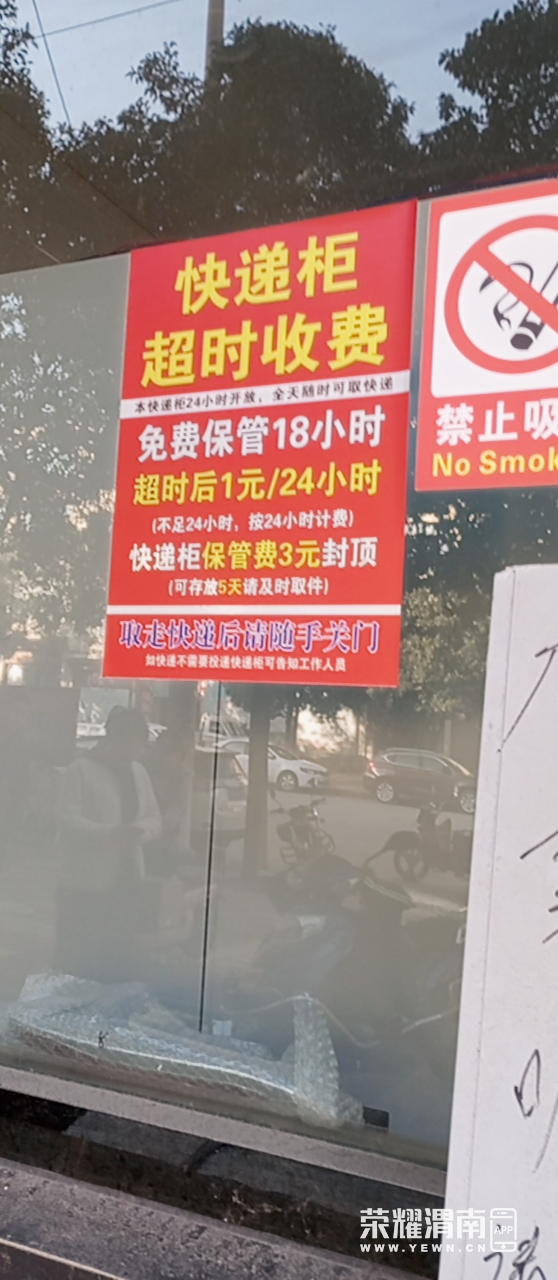 快递柜
超时收费
本快递柜24小时开放，全天随时可取快递
免费保管18小时
超时后1元/24小时
(不足24小时，按24小时计费)
快递柜保管费3元封顶
(可存放5天请及时取件)
取走快递后请随手关门
如快递不需要投递快递柜可告知工作人员
禁止吸
No Smok
荣耀渭南 APP
WWW.YEWN.CN